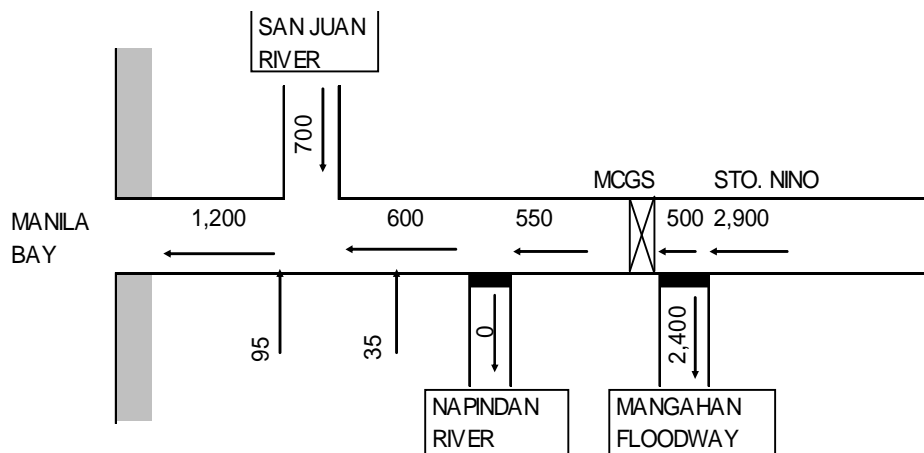 SAN JUAN
RIVER
700
MCGS STO. NINO
MANILA
BAY
1,200 600 550 500 2,900
95 35 0 2,400
NAPINDAN
RIVER
MANGAHAN
FLOODWAY